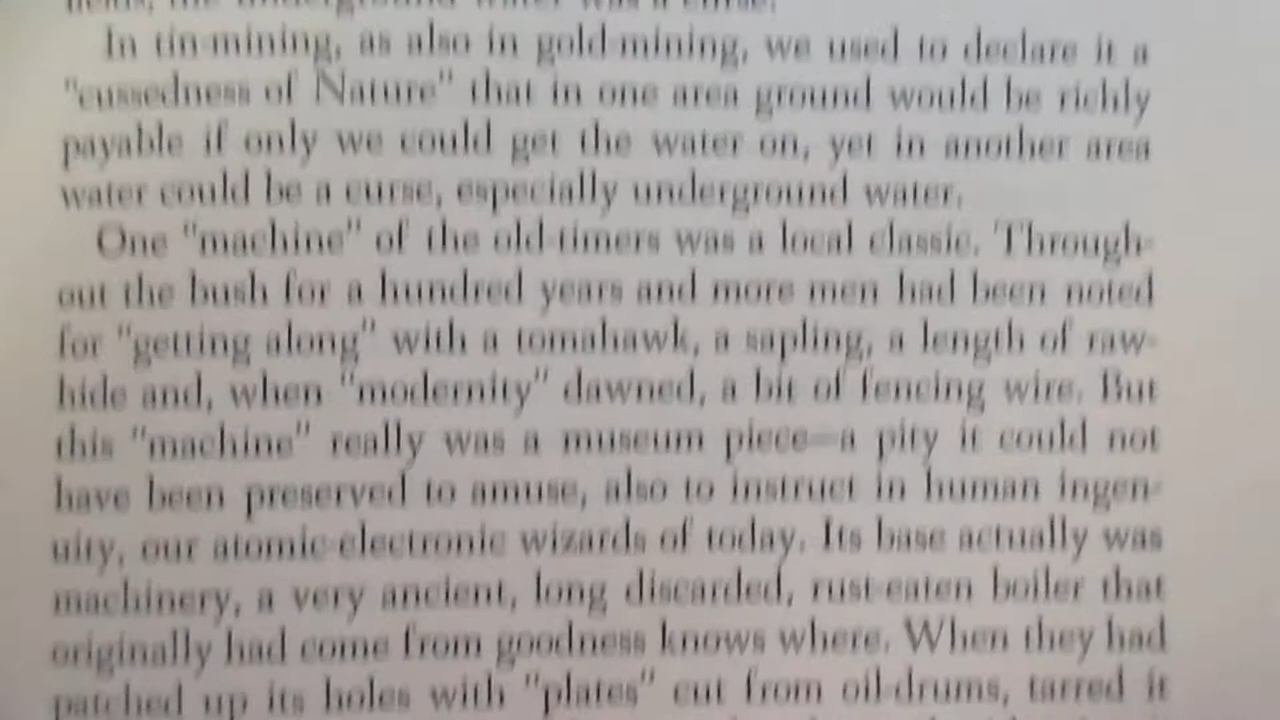 fields, the underground water was a curse.
In tin-mining, as also in gold-mining, we used to declare it a
"cussedness of Nature" that in one area ground would be richly
payable if only we could get the water on, yet in another area
water could be a curse, especially underground water.
One "machine" of the old-timers was a local classic. Through-
out the bush for a hundred years and more men had been noted
for "getting along" with a tomahawk, a sapling, a length of raw-
hide and, when "modernity" dawned, a bit of fencing wire. But
this "machine" really was a museum piece—a pity it could not
have been preserved to amuse, also to instruct in human ingen-
uity, our atomic-electronic wizards of today. Its base actually was
machinery, a very ancient, long discarded, rust-eaten boiler that
originally had come from goodness knows where. When they had
patched up its holes with "plates" cut from oil-drums, tarred it